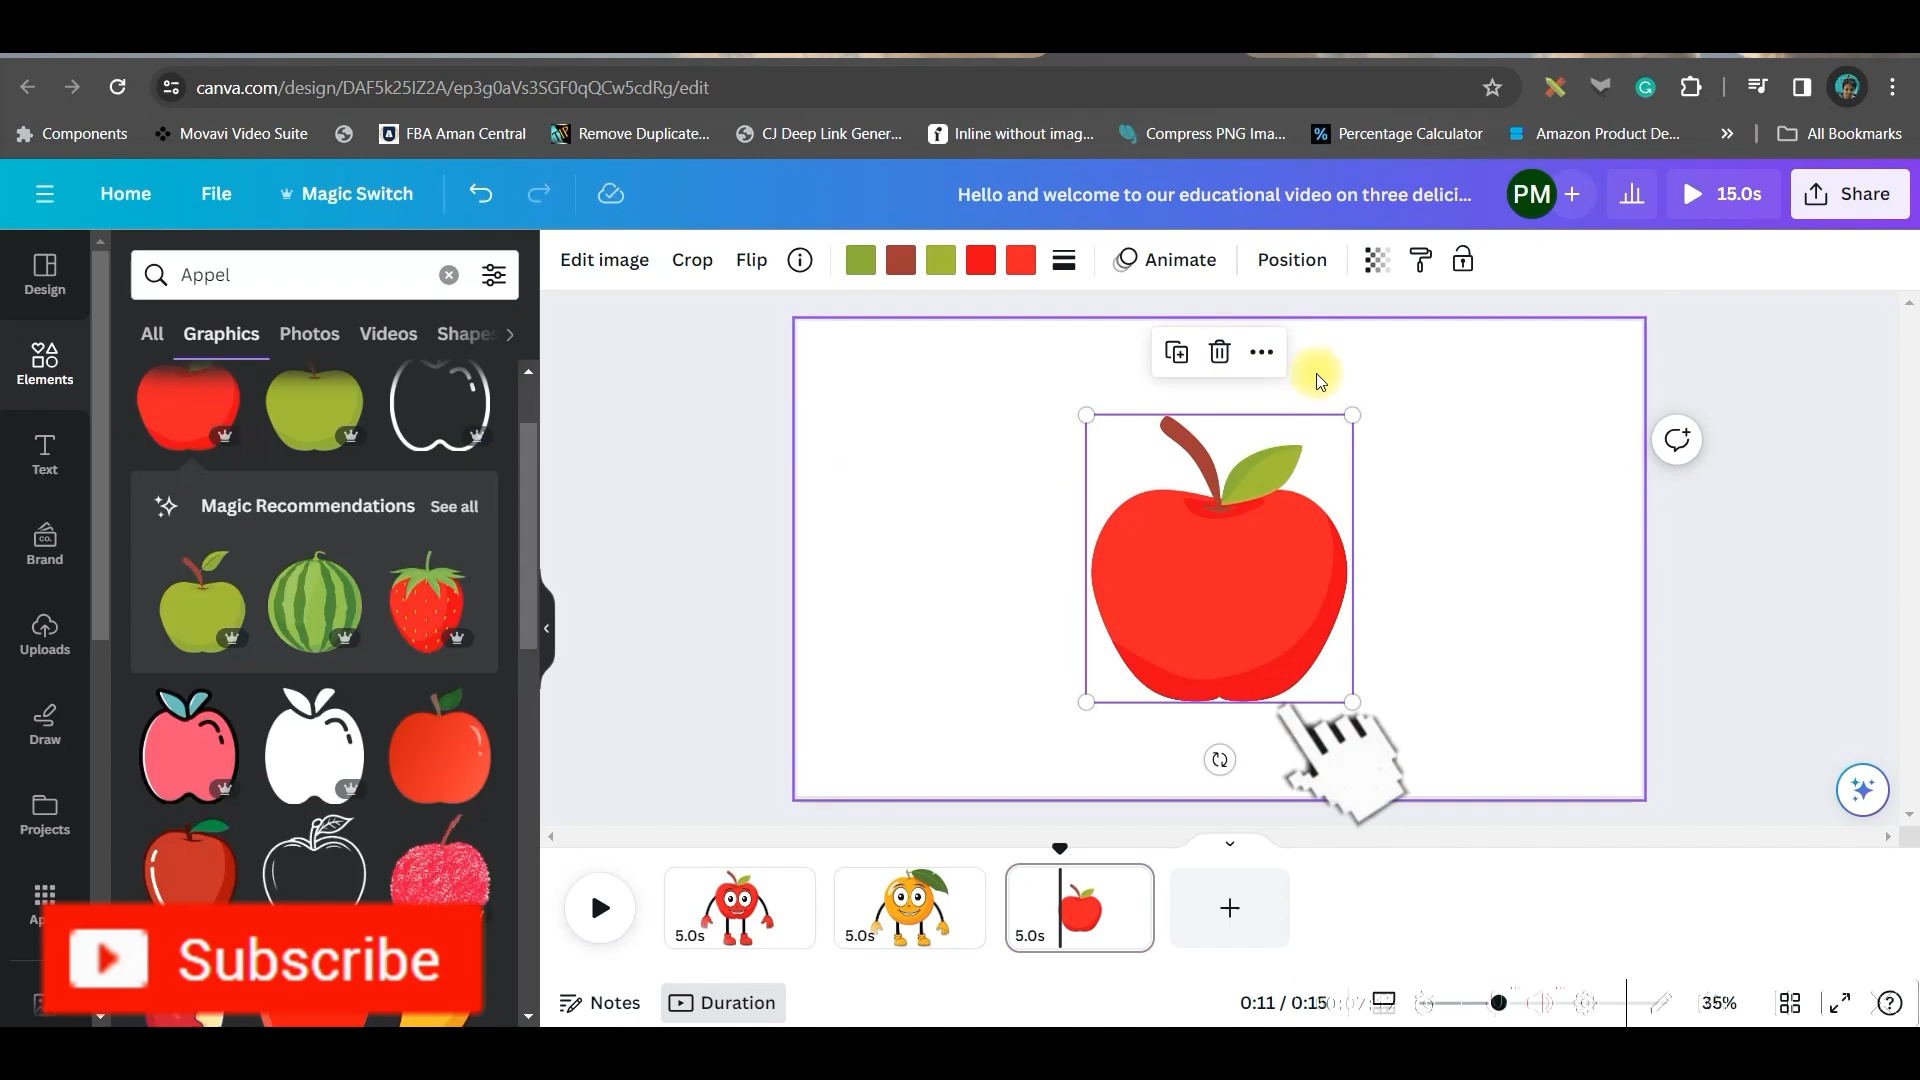 canva.com/design/DAF5k25IZ2A/ep3g0aVs3SGF0qQCw5cdRg/edit
Components Movavi Video Suite FBA Aman Central Remove Duplicate... CJ Deep Link Gener... Inline without imag... Compress PNG Ima... Percentage Calculator Amazon Product De... » All Bookmarks
Home File Magic Switch Hello and welcome to our educational video on three delici... PM + 15.0s Share
Design
Elements
Text
Brand
Uploads
Draw
Projects
Appel
All Graphics Photos Videos Shapes
Magic Recommendations See all
Edit image Crop Flip Animate Position
5.0s 5.0s 5.0s
Subscribe
Notes Duration 0:11 / 0:15 35%